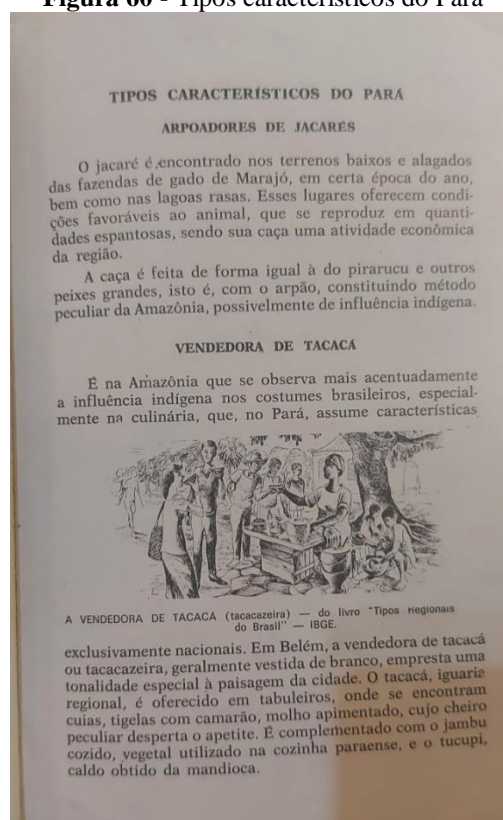 Figura 60 - Tipos característicos do Pará
TIPOS CARACTERÍSTICOS DO PARÁ
ARPOADORES DE JACARÉS
O jacaré é encontrado nos terrenos baixos e alagados
das fazendas de gado de Marajó, em certa época do ano,
bem como nas lagoas rasas. Esses lugares oferecem condi-
ções favoráveis ao animal, que se reproduz em quanti-
dades espantosas, sendo sua caça uma atividade econômica
da região.
A caça é feita de forma igual à do pirarucu e outros
peixes grandes, isto é, com o arpão, constituindo método
peculiar da Amazônia, possivelmente de influência indígena.
VENDEDORA DE TACACÁ
É na Amazônia que se observa mais acentuadamente
a influência indígena nos costumes brasileiros, especial-
mente na culinária, que, no Pará, assume características
A VENDEDORA DE TACACÁ (tacacazeira) — do livro "Tipos Regionais
do Brasil" — IBGE.
exclusivamente nacionais. Em Belém, a vendedora de tacacá
ou tacacazeira, geralmente vestida de branco, empresta uma
tonalidade especial à paisagem da cidade. O tacacá, iguaria
regional, é oferecido em tabuleiros, onde se encontram
cuias, tigelas com camarão, molho apimentado, cujo cheiro
peculiar desperta o apetite. É complementado com o jambu
cozido, vegetal utilizado na cozinha paraense, e o tucupi,
caldo obtido da mandioca.